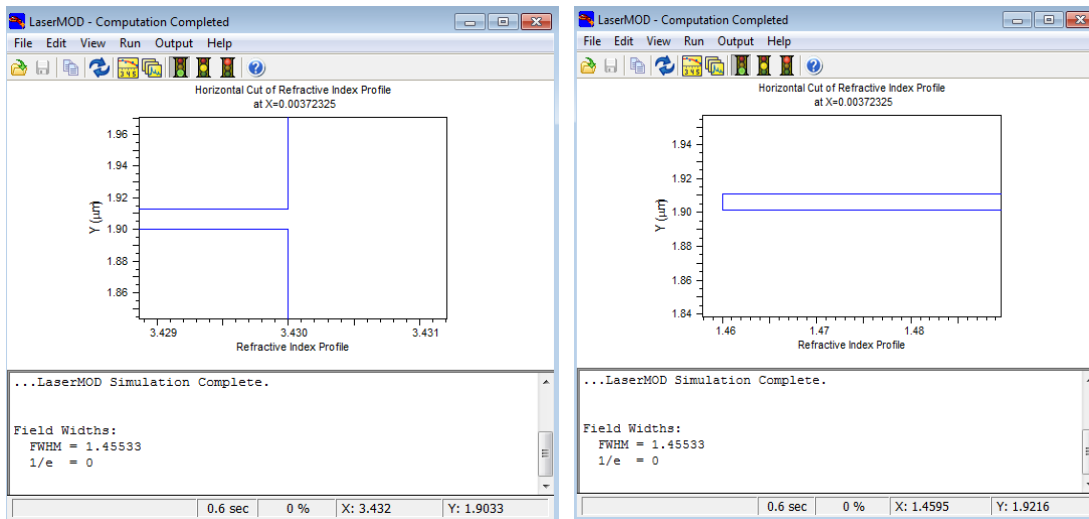 LaserMOD - Computation Completed
File Edit View Run Output Help
Horizontal Cut of Refractive Index Profile
at X=0.00372325
1.96
1.94
1.92
1.90
1.88
1.86
Y (μm)
3.429 3.430 3.431
Refractive Index Profile
...LaserMOD Simulation Complete.
Field Widths:
FWHM = 1.45533
1/e = 0
0.6 sec 0 % X: 3.432 Y: 1.9033
LaserMOD - Computation Completed
File Edit View Run Output Help
Horizontal Cut of Refractive Index Profile
at X=0.00372325
1.94
1.92
1.90
1.88
1.86
1.84
Y (μm)
1.46 1.47 1.48
Refractive Index Profile
...LaserMOD Simulation Complete.
Field Widths:
FWHM = 1.45533
1/e = 0
0.6 sec 0 % X: 1.4595 Y: 1.9216